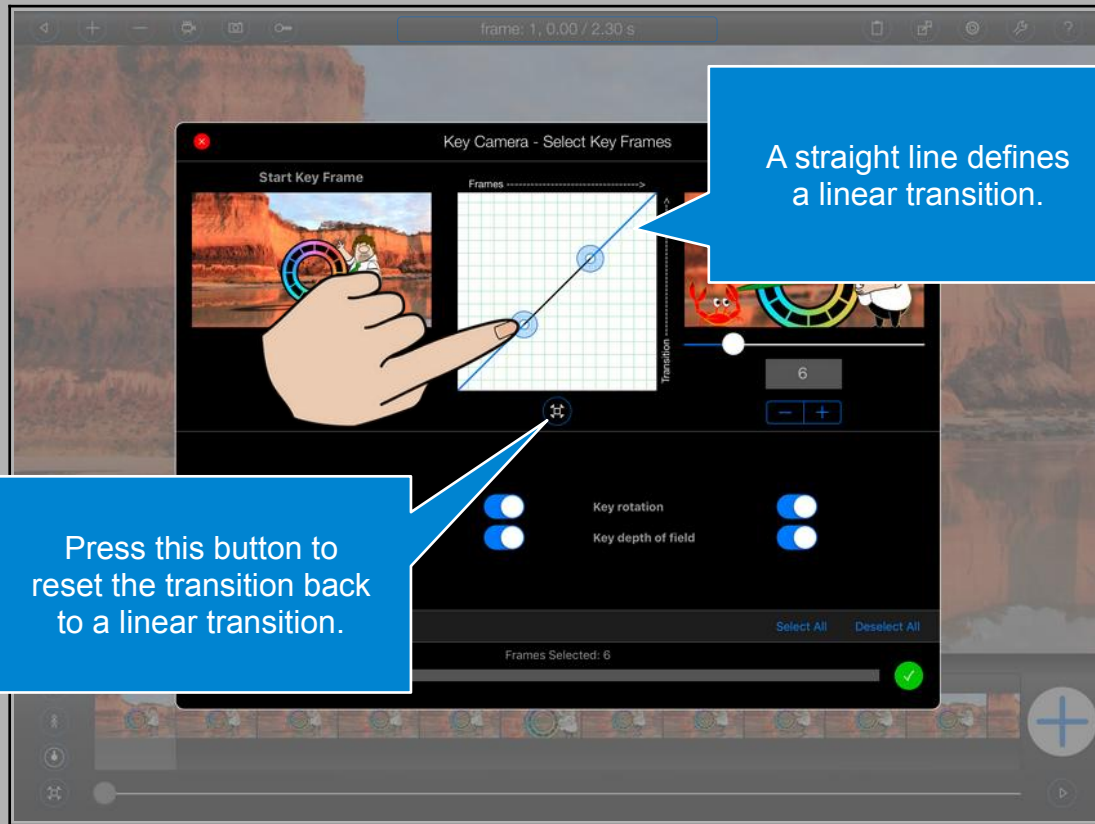 frame: 1, 0.00 / 2.30 s
Key Camera - Select Key Frames
A straight line defines
a linear transition.
Start Key Frame
Frames ------------------------------------->
Transition ------------------------------------->
6
− +
Press this button to
reset the transition back
to a linear transition.
Key rotation
Key depth of field
Select All Deselect All
Frames Selected: 6